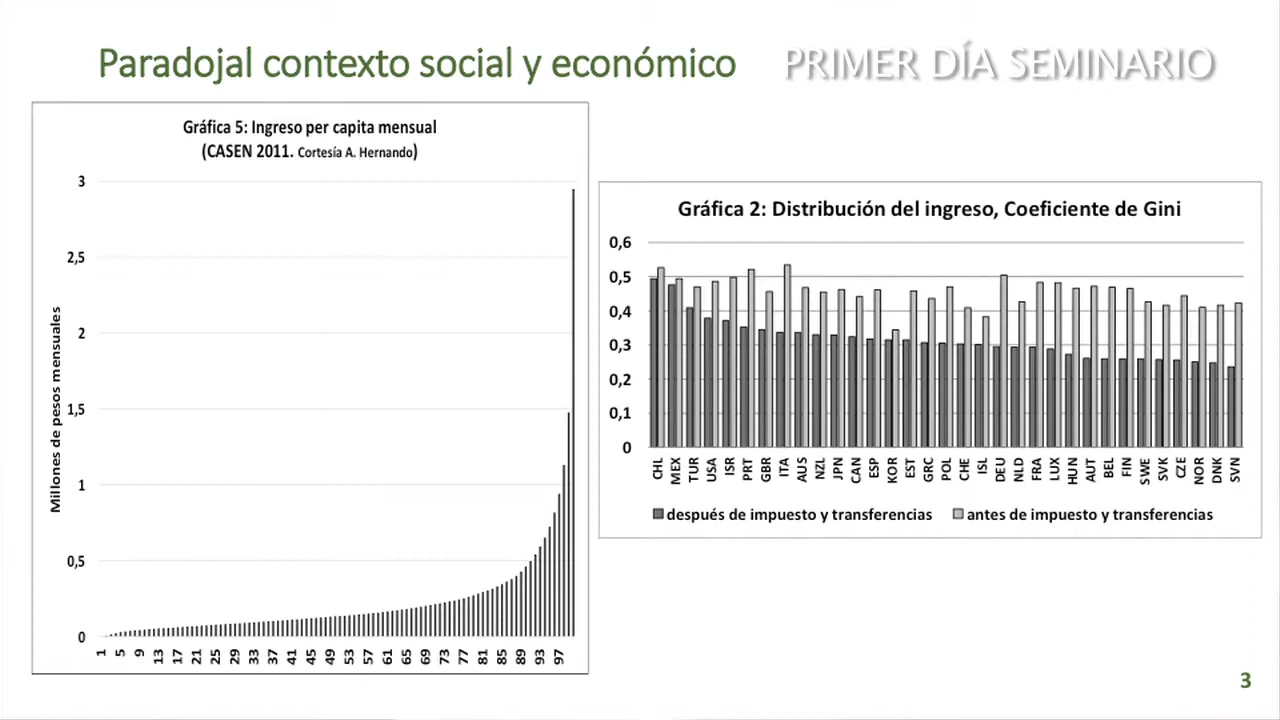 Paradojal contexto social y económico
PRIMER DÍA SEMINARIO
Gráfica 5: Ingreso per capita mensual
(CASEN 2011. Cortesía A. Hernando)
Millones de pesos mensuales
3
2,5
2
1,5
1
0,5
0
1 5 9 13 17 21 25 29 33 37 41 45 49 53 57 61 65 69 73 77 81 85 89 93 97
Gráfica 2: Distribución del ingreso, Coeficiente de Gini
0,6
0,5
0,4
0,3
0,2
0,1
0
CHL MEX TUR USA ISR PRT GBR ITA AUS NZL JPN CAN ESP KOR EST GRC POL CHE ISL DEU NLD FRA LUX HUN AUT BEL FIN SWE SVK CZE NOR DNK SVN
después de impuesto y transferencias antes de impuesto y transferencias
3